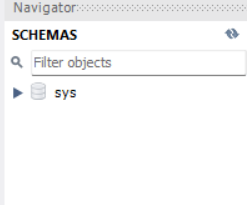 Navigator
SCHEMAS
Filter objects
sys